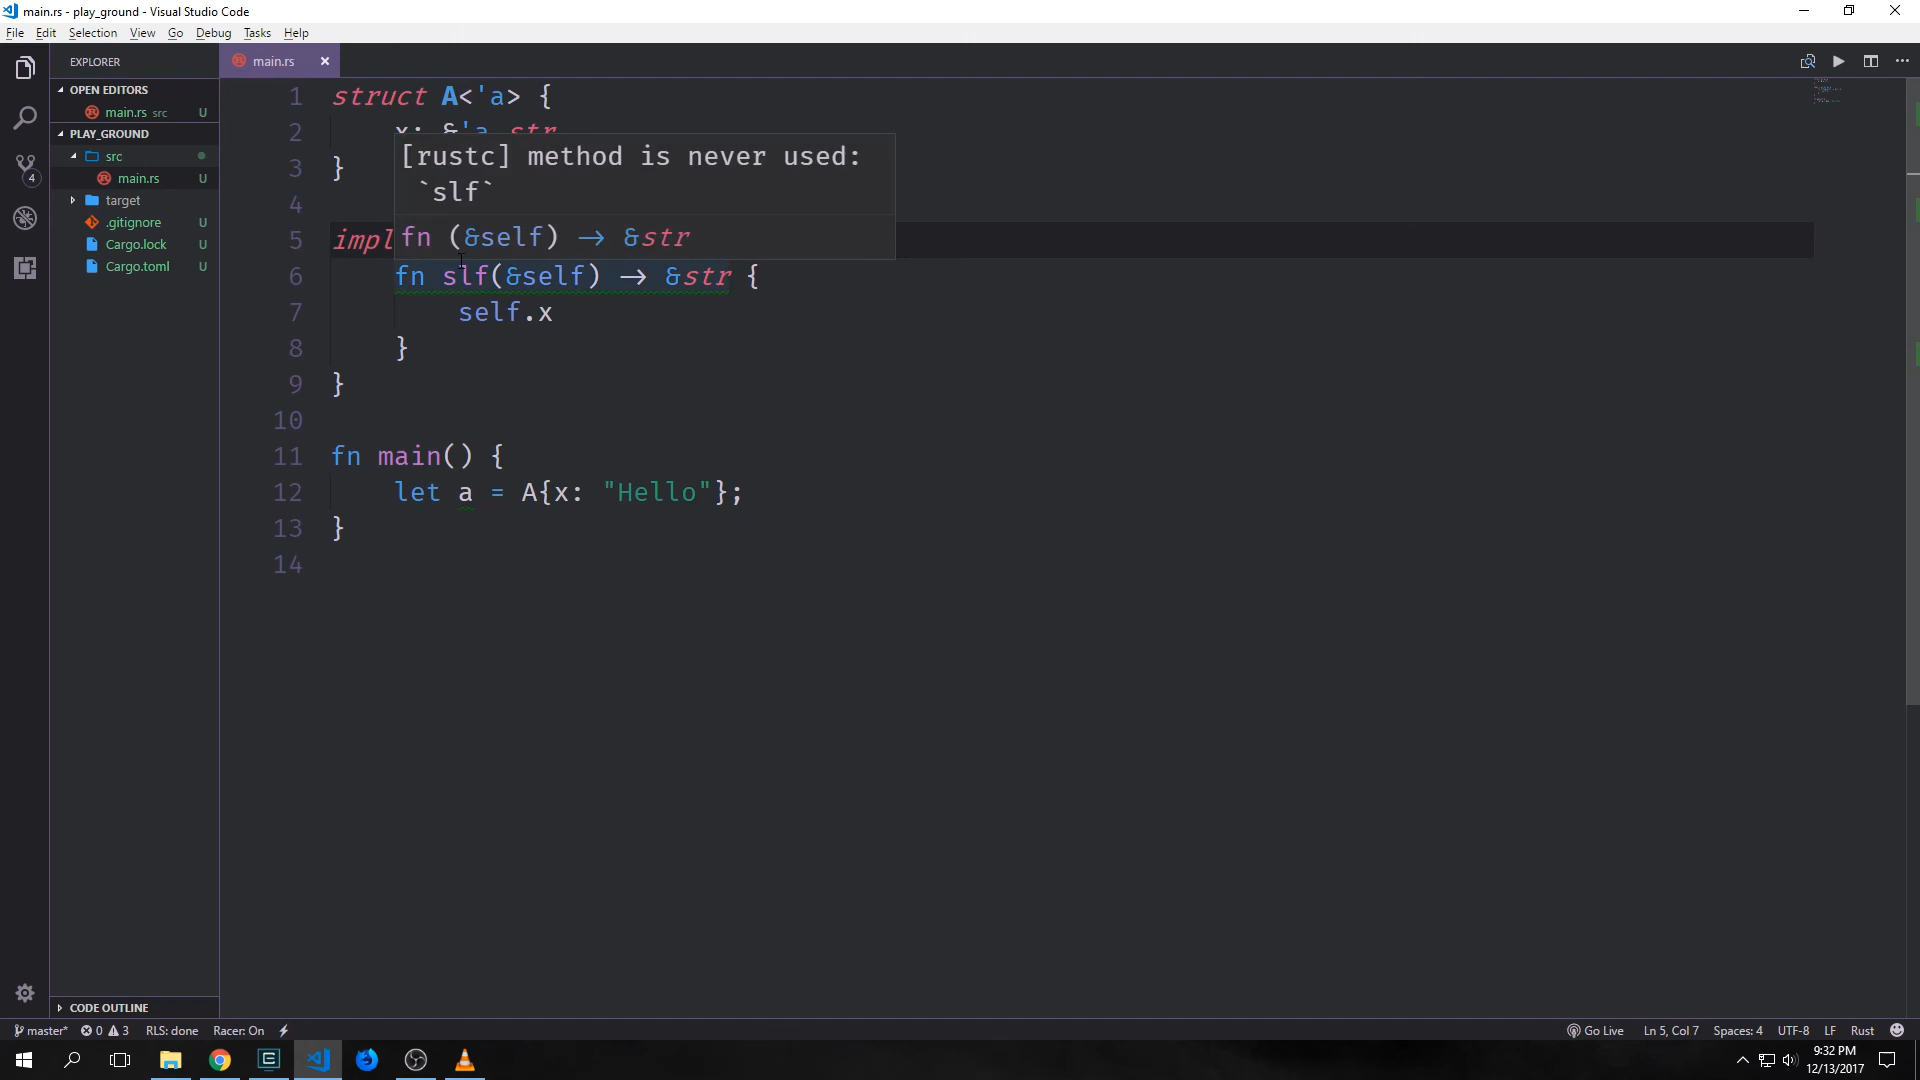 main.rs - play_ground - Visual Studio Code
File Edit Selection View Go Debug Tasks Help
EXPLORER
OPEN EDITORS
main.rs src U
PLAY_GROUND
src
main.rs U
target
.gitignore U
Cargo.lock U
Cargo.toml U
CODE OUTLINE
4
main.rs
1 struct A<'a> {
2 x: &'a str
3 }
4
5 impl
6 fn slf(&self) -> &str {
7 self.x
8 }
9 }
10
11 fn main() {
12 let a = A{x: "Hello"};
13 }
14
[rustc] method is never used:
`slf`
fn (&self) -> &str
master* 0 3 RLS: done Racer: On
Go Live Ln 5, Col 7 Spaces: 4 UTF-8 LF Rust
9:32 PM
12/13/2017